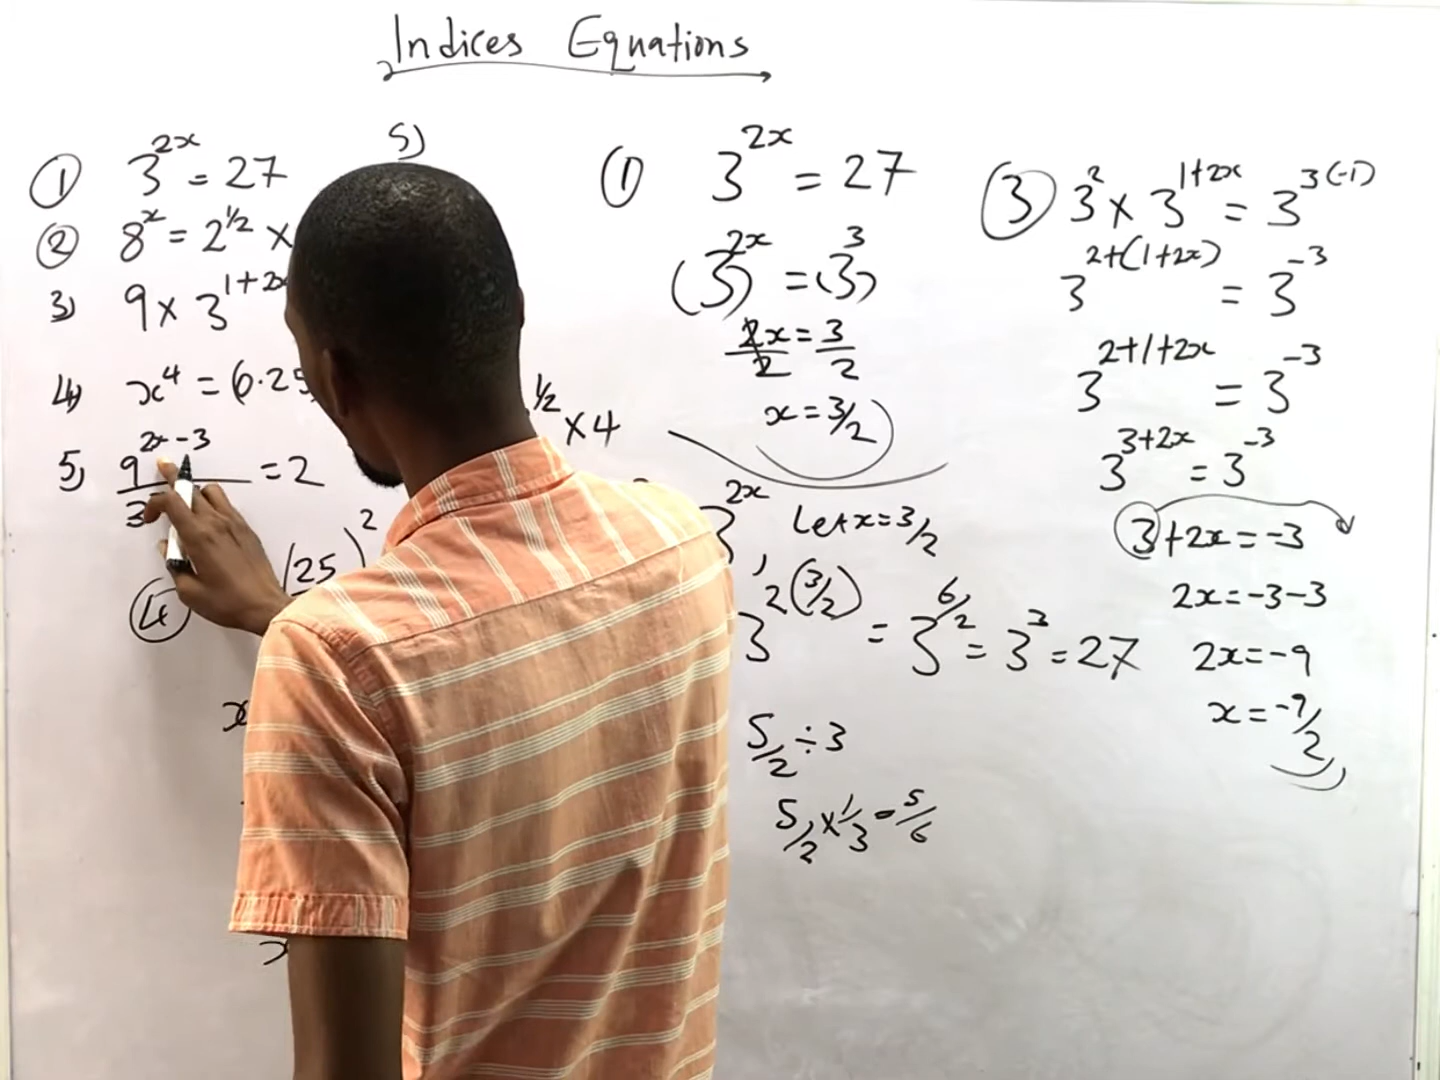 Indices Equations
① 3^{2x} = 27
② 8^x = 2^{1/2} ×
3) 9 × 3^{1+2x}
4) x^4 = 6.25
5) 9^{2x-3} / 3 = 2
④ /25)^2
x
x
5)
^{1/2} × 4
① 3^{2x} = 27
(3)^{2x} = (3)^3
2x/2 = 3/2
x = 3/2
3^{2x} Let x = 3/2
3^{2(3/2)} = 3^{6/2} = 3^3 = 27
5/2 ÷ 3
5/2 × 1/3 = 5/6
③ 3^2 × 3^{1+2x} = 3^{3(-1)}
3^{2+(1+2x)} = 3^{-3}
3^{2+1+2x} = 3^{-3}
3^{3+2x} = 3^{-3}
3+2x = -3
2x = -3-3
2x = -9
x = -9/2